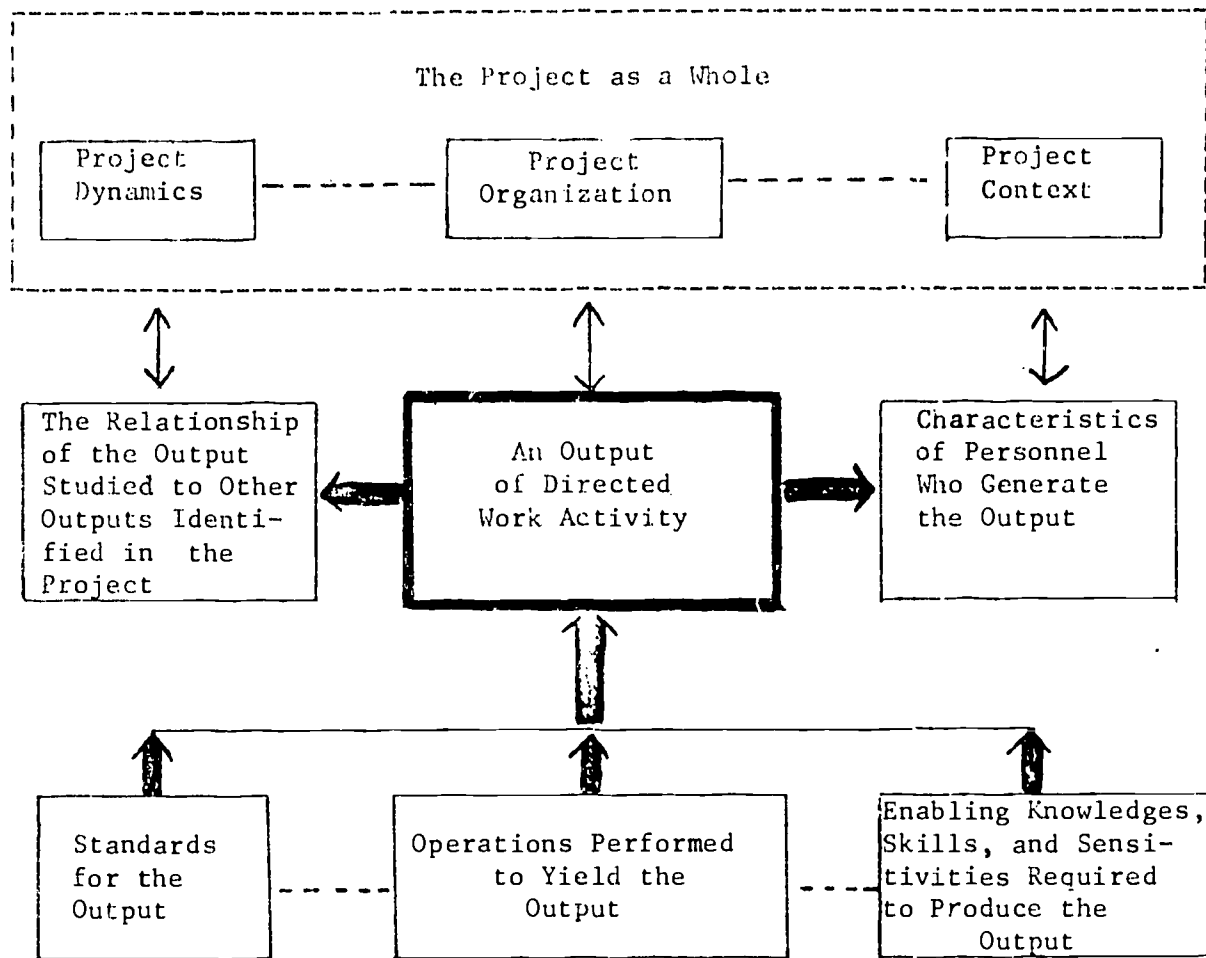 The Project as a Whole
Project
Dynamics
Project
Organization
Project
Context
The Relationship
of the Output
Studied to Other
Outputs Identi-
fied in the
Project
An Output
of Directed
Work Activity
Characteristics
of Personnel
Who Generate
the Output
Standards
for the
Output
Operations Performed
to Yield the
Output
Enabling Knowledges,
Skills, and Sensi-
tivities Required
to Produce the
Output